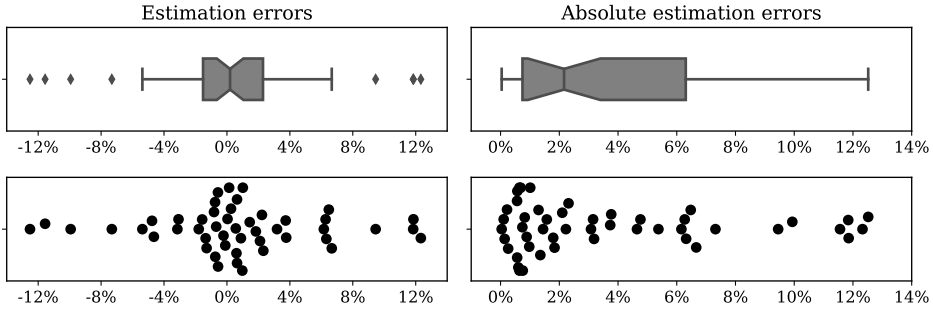 Estimation errors
Absolute estimation errors
-12% -8% -4% 0% 4% 8% 12%
0% 2% 4% 6% 8% 10% 12% 14%
-12% -8% -4% 0% 4% 8% 12%
0% 2% 4% 6% 8% 10% 12% 14%